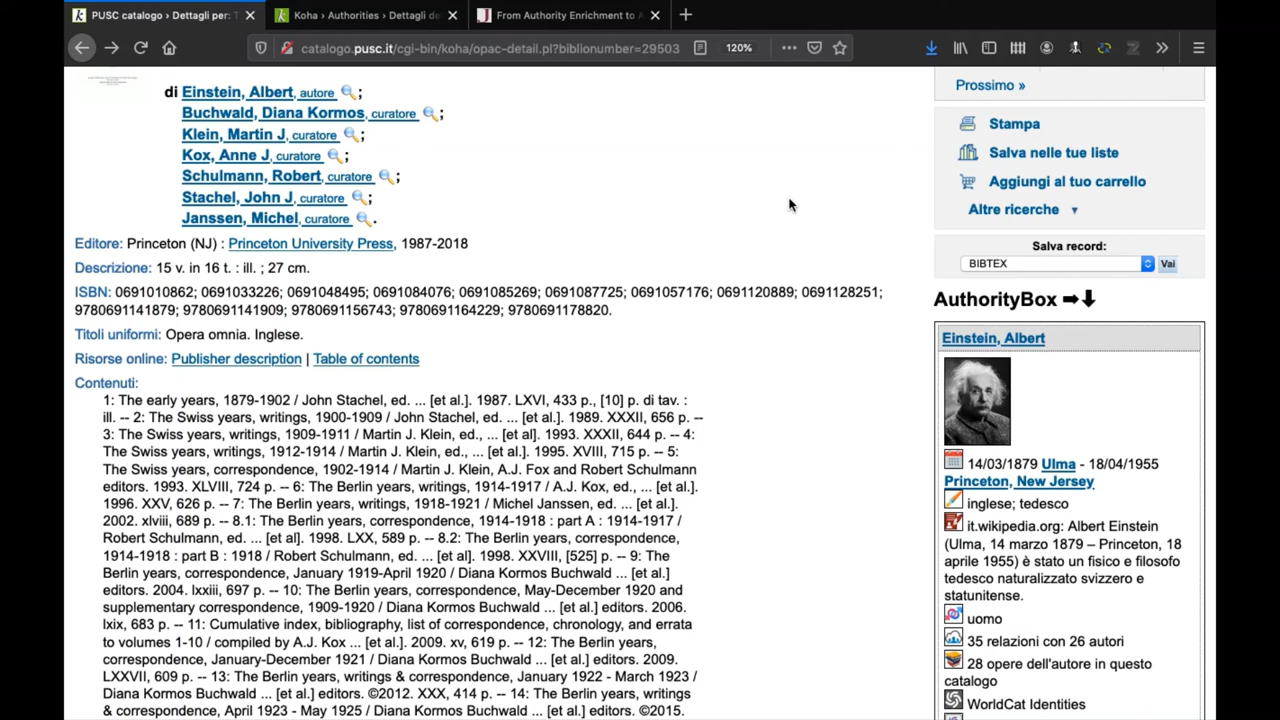 PUSC catalogo › Dettagli per: T
Koha › Authorities › Dettagli de
From Authority Enrichment to A
catalogo.pusc.it/cgi-bin/koha/opac-detail.pl?biblionumber=29503
120%
di Einstein, Albert, autore ;
Buchwald, Diana Kormos, curatore ;
Klein, Martin J, curatore ;
Kox, Anne J, curatore ;
Schulmann, Robert, curatore ;
Stachel, John J, curatore ;
Janssen, Michel, curatore .
Editore: Princeton (NJ) : Princeton University Press, 1987-2018
Descrizione: 15 v. in 16 t. : ill. ; 27 cm.
ISBN: 0691010862; 0691033226; 0691048495; 0691084076; 0691085269; 0691087725; 0691057176; 0691120889; 0691128251;
9780691141879; 9780691141909; 9780691156743; 9780691164229; 9780691178820.
Titoli uniformi: Opera omnia. Inglese.
Risorse online: Publisher description | Table of contents
Contenuti:
1: The early years, 1879-1902 / John Stachel, ed. ... [et al.]. 1987. LXVI, 433 p., [10] p. di tav. :
ill. -- 2: The Swiss years, writings, 1900-1909 / John Stachel, ed. ... [et al.]. 1989. XXXII, 656 p. --
3: The Swiss years, writings, 1909-1911 / Martin J. Klein, ed., ... [et al]. 1993. XXXII, 644 p. -- 4:
The Swiss years, writings, 1912-1914 / Martin J. Klein, ed., ... [et al]. 1995. XVIII, 715 p. -- 5:
The Swiss years, correspondence, 1902-1914 / Martin J. Klein, A.J. Fox and Robert Schulmann
editors. 1993. XLVIII, 724 p. -- 6: The Berlin years, writings, 1914-1917 / A.J. Kox, ed., ... [et al.].
1996. XXV, 626 p. -- 7: The Berlin years, writings, 1918-1921 / Michel Janssen, ed. ... [et al.].
2002. xlviii, 689 p. -- 8.1: The Berlin years, correspondence, 1914-1918 : part A : 1914-1917 /
Robert Schulmann, ed. ... [et al]. 1998. LXX, 589 p. -- 8.2: The Berlin years, correspondence,
1914-1918 : part B : 1918 / Robert Schulmann, ed. ... [et al]. 1998. XXVIII, [525] p. -- 9: The
Berlin years, correspondence, January 1919-April 1920 / Diana Kormos Buchwald ... [et al.]
editors. 2004. lxxiii, 697 p. -- 10: The Berlin years, correspondence, May-December 1920 and
supplementary correspondence, 1909-1920 / Diana Kormos Buchwald ... [et al.] editors. 2006.
lxix, 683 p. -- 11: Cumulative index, bibliography, list of correspondence, chronology, and errata
to volumes 1-10 / compiled by A.J. Kox ... [et al.]. 2009. xv, 619 p. -- 12: The Berlin years,
correspondence, January-December 1921 / Diana Kormos Buchwald ... [et al.] editors. 2009.
LXXVII, 609 p. -- 13: The Berlin years, writings & correspondence, January 1922 - March 1923 /
Diana Kormos Buchwald ... [et al.] editors. ©2012. XXX, 414 p. -- 14: The Berlin years, writings
& correspondence, April 1923 - May 1925 / Diana Kormos Buchwald ... [et al.] editors. ©2015.
Prossimo »
Stampa
Salva nelle tue liste
Aggiungi al tuo carrello
Altre ricerche
Salva record:
BIBTEX
Vai
AuthorityBox ➡⬇
Einstein, Albert
14/03/1879 Ulma - 18/04/1955
Princeton, New Jersey
inglese; tedesco
it.wikipedia.org: Albert Einstein
(Ulma, 14 marzo 1879 – Princeton, 18
aprile 1955) è stato un fisico e filosofo
tedesco naturalizzato svizzero e
statunitense.
uomo
35 relazioni con 26 autori
28 opere dell'autore in questo
catalogo
WorldCat Identities